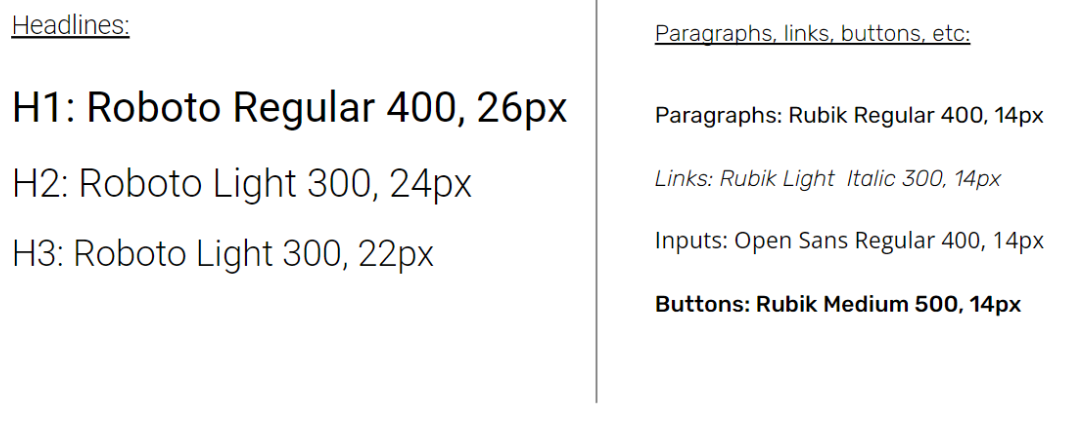 Headlines:
H1: Roboto Regular 400, 26px
H2: Roboto Light 300, 24px
H3: Roboto Light 300, 22px
Paragraphs, links, buttons, etc:
Paragraphs: Rubik Regular 400, 14px
Links: Rubik Light  Italic 300, 14px
Inputs: Open Sans Regular 400, 14px
Buttons: Rubik Medium 500, 14px